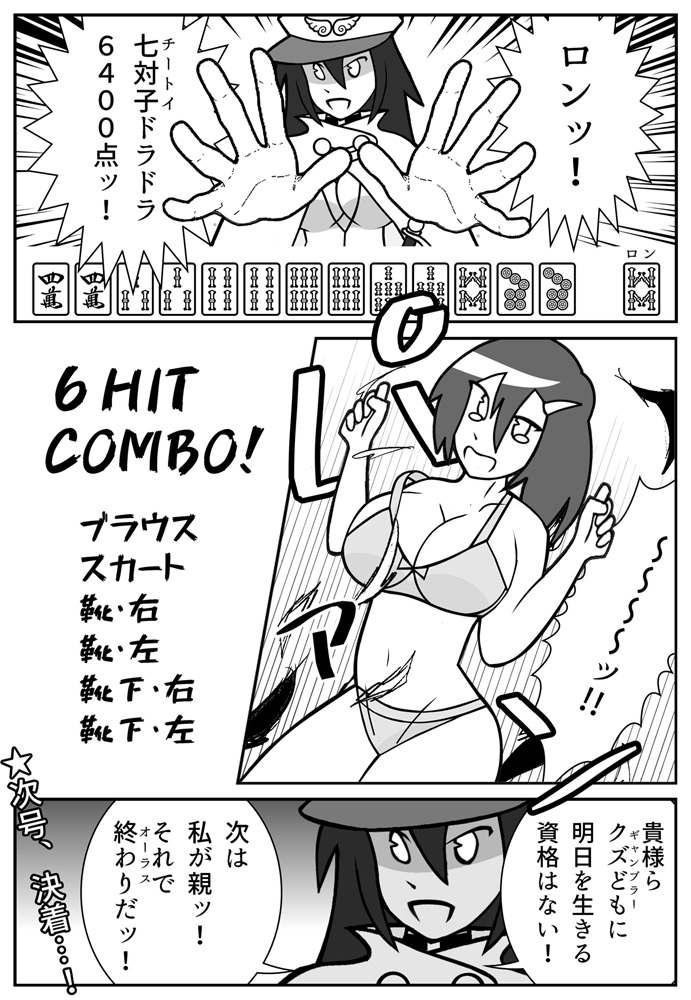 ロンッ！
チートイ
七対子ドラドラ
６４００点ッ！
四萬
四萬
ロン
6 HIT
COMBO!
ブラウス
スカート
靴・右
靴・左
靴下・右
靴下・左
～～～～ッ!!
貴様ら
ギャンブラー
クズどもに
明日を生きる
資格はない！
次は
私が親ッ！
それで
オーラス
終わりだッ！
★次号、決着…！